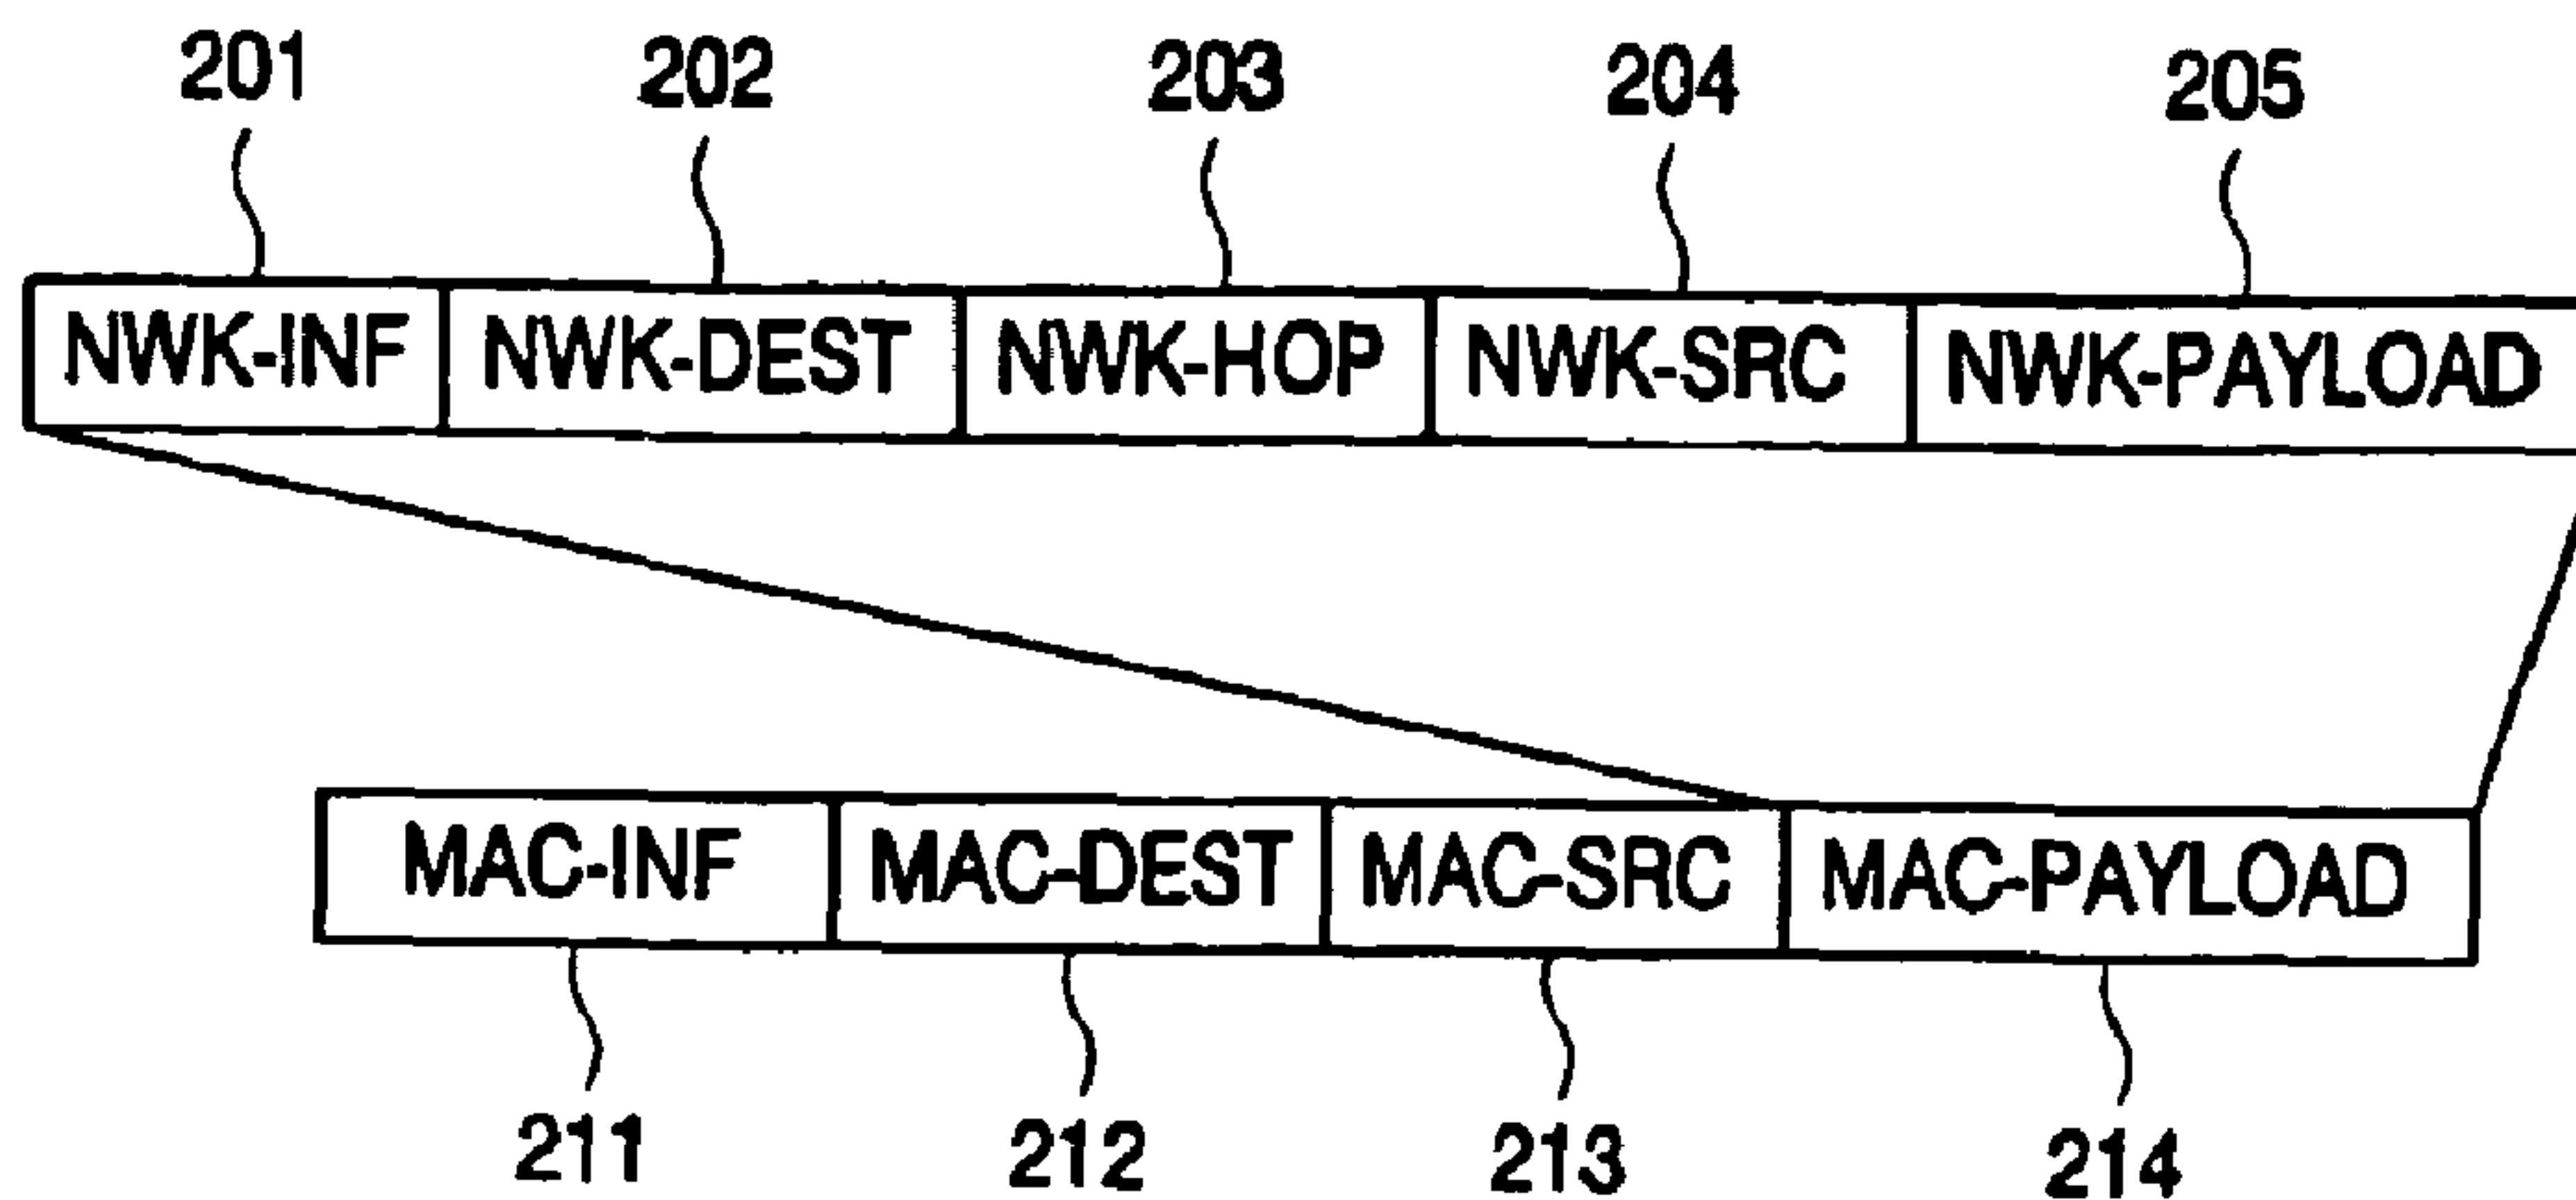 201 202 203 204 205
NWK-INF NWK-DEST NWK-HOP NWK-SRC NWK-PAYLOAD
MAC-INF MAC-DEST MAC-SRC MAC-PAYLOAD
211 212 213 214